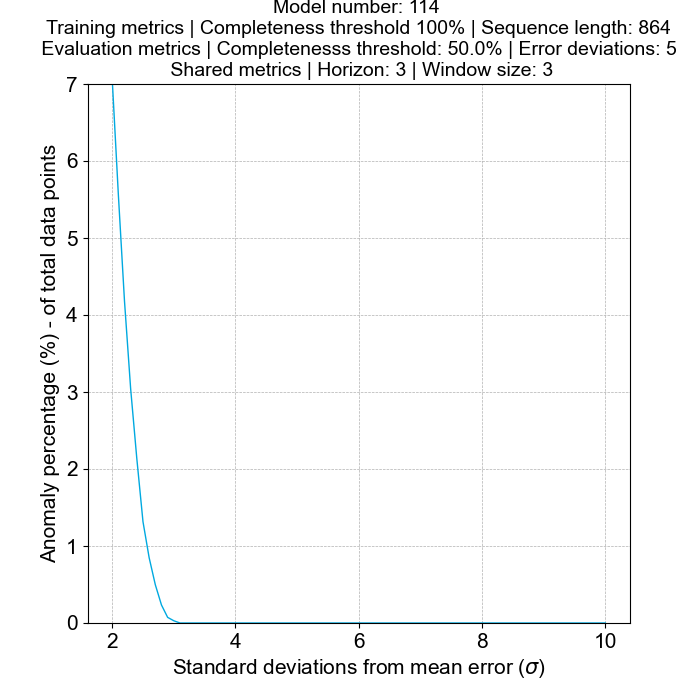 Model number: 114
Training metrics | Completeness threshold 100% | Sequence length: 864
Evaluation metrics | Completenesss threshold: 50.0% | Error deviations: 5
Shared metrics | Horizon: 3 | Window size: 3
7
6
5
4
3
2
1
0
Anomaly percentage (%) - of total data points
2 4 6 8 10
Standard deviations from mean error (σ)